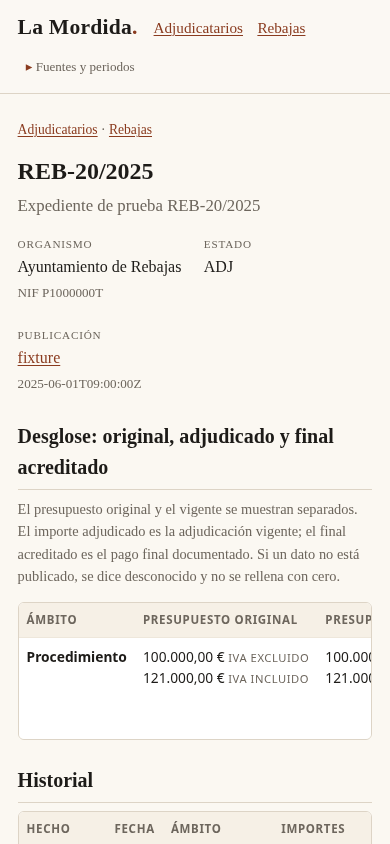 La Mordida. Adjudicatarios Rebajas
▸ Fuentes y periodos
Adjudicatarios · Rebajas
REB-20/2025
Expediente de prueba REB-20/2025
ORGANISMO ESTADO
Ayuntamiento de Rebajas ADJ
NIF P1000000T
PUBLICACIÓN
fixture
2025-06-01T09:00:00Z
Desglose: original, adjudicado y final
acreditado
El presupuesto original y el vigente se muestran separados.
El importe adjudicado es la adjudicación vigente; el final
acreditado es el pago final documentado. Si un dato no está
publicado, se dice desconocido y no se rellena con cero.
ÁMBITO PRESUPUESTO ORIGINAL
Procedimiento 100.000,00 € IVA EXCLUIDO
121.000,00 € IVA INCLUIDO
Historial
HECHO FECHA ÁMBITO IMPORTES